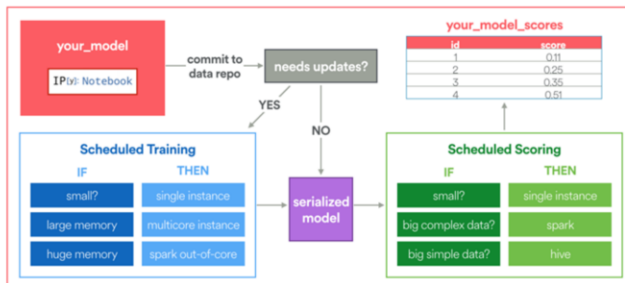 your_model
IP[y]: Notebook
commit to
data repo
needs updates?
your_model_scores
id score
1 0.11
2 0.25
3 0.35
4 0.51
YES
NO
Scheduled Training
IF THEN
small? single instance
large memory multicore instance
huge memory spark out-of-core
serialized
model
Scheduled Scoring
IF THEN
small? single instance
big complex data? spark
big simple data? hive